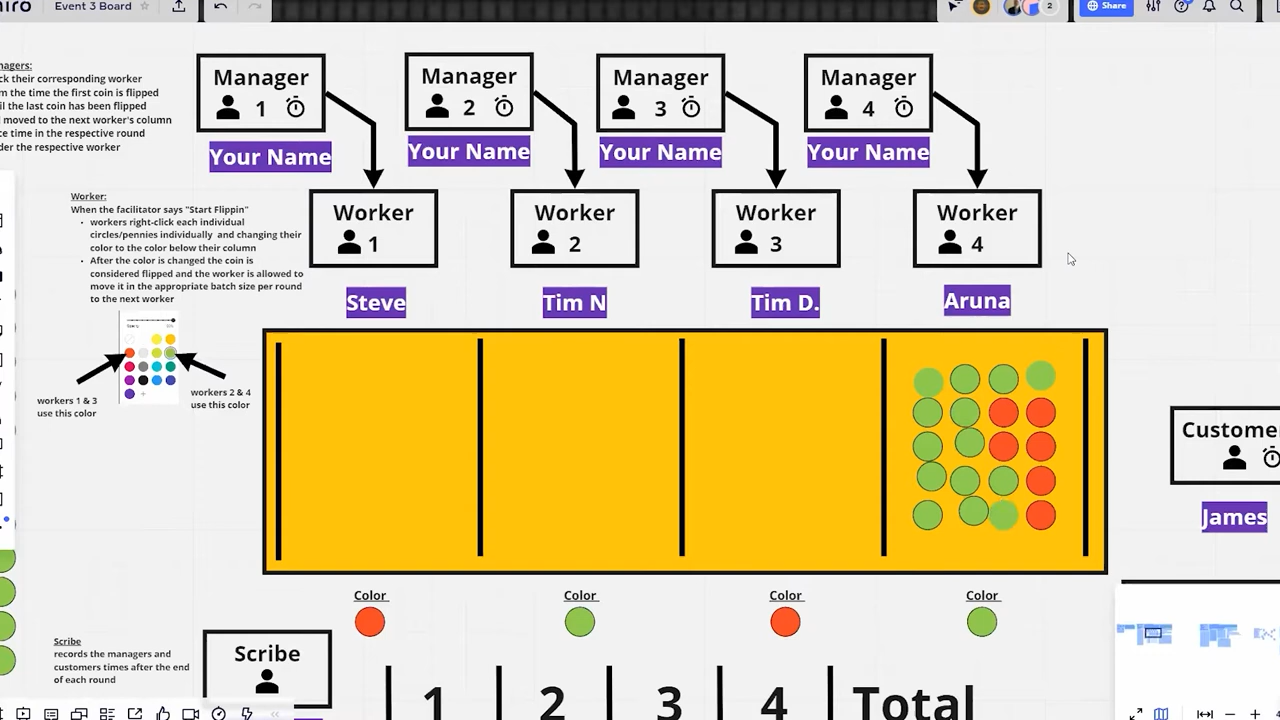 Event 3 Board
2
Share
nagers:
ck their corresponding worker
m the time the first coin is flipped
il the last coin has been flipped
moved to the next worker's column
ce time in the respective round
der the respective worker
Manager
1
Your Name
Manager
2
Your Name
Manager
3
Your Name
Manager
4
Your Name
Worker:
When the facilitator says "Start Flippin"
• workers right-click each individual
circles/pennies individually and changing their
color to the color below their column
• After the color is changed the coin is
considered flipped and the worker is allowed to
move it in the appropriate batch size per round
to the next worker
Worker
1
Steve
Worker
2
Tim N
Worker
3
Tim D.
Worker
4
Aruna
workers 1 & 3
use this color
workers 2 & 4
use this color
Custome
James
Color
Color
Color
Color
Scribe
records the managers and
customers times after the end
of each round
Scribe
1 2 3 4 Total